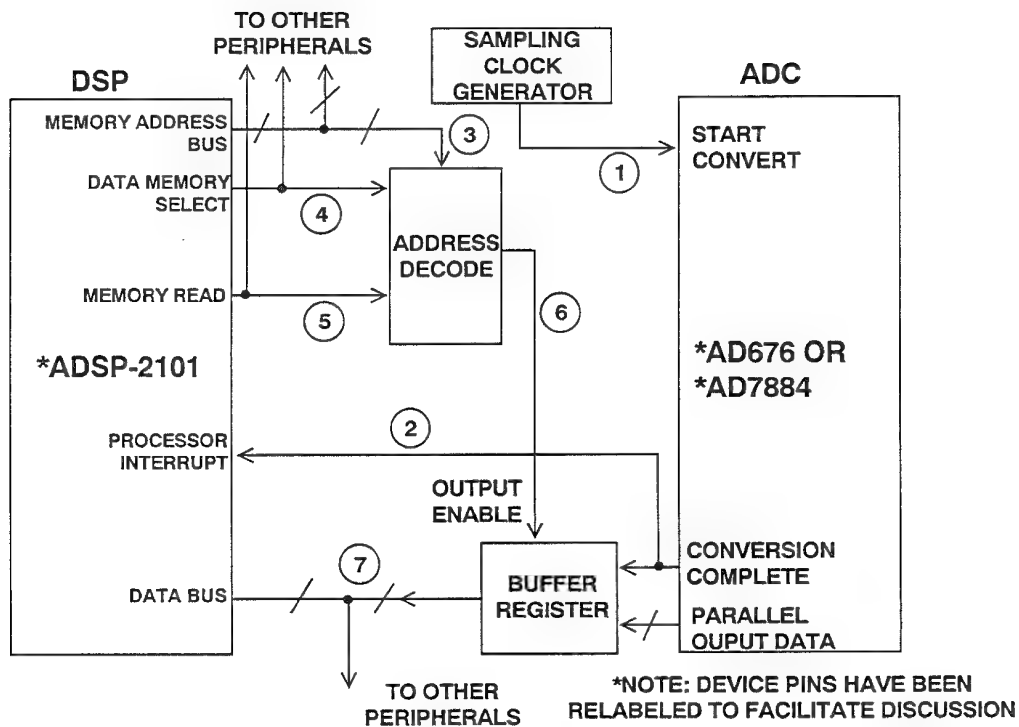 TO OTHER
PERIPHERALS
SAMPLING
CLOCK
GENERATOR
DSP
ADC
MEMORY ADDRESS
BUS
3
START
CONVERT
1
DATA MEMORY
SELECT
4
ADDRESS
DECODE
MEMORY READ
5
6
*ADSP-2101
*AD676 OR
*AD7884
PROCESSOR
INTERRUPT
2
OUTPUT
ENABLE
CONVERSION
COMPLETE
7
BUFFER
REGISTER
DATA BUS
PARALLEL
OUPUT DATA
TO OTHER
PERIPHERALS
*NOTE: DEVICE PINS HAVE BEEN
RELABELED TO FACILITATE DISCUSSION